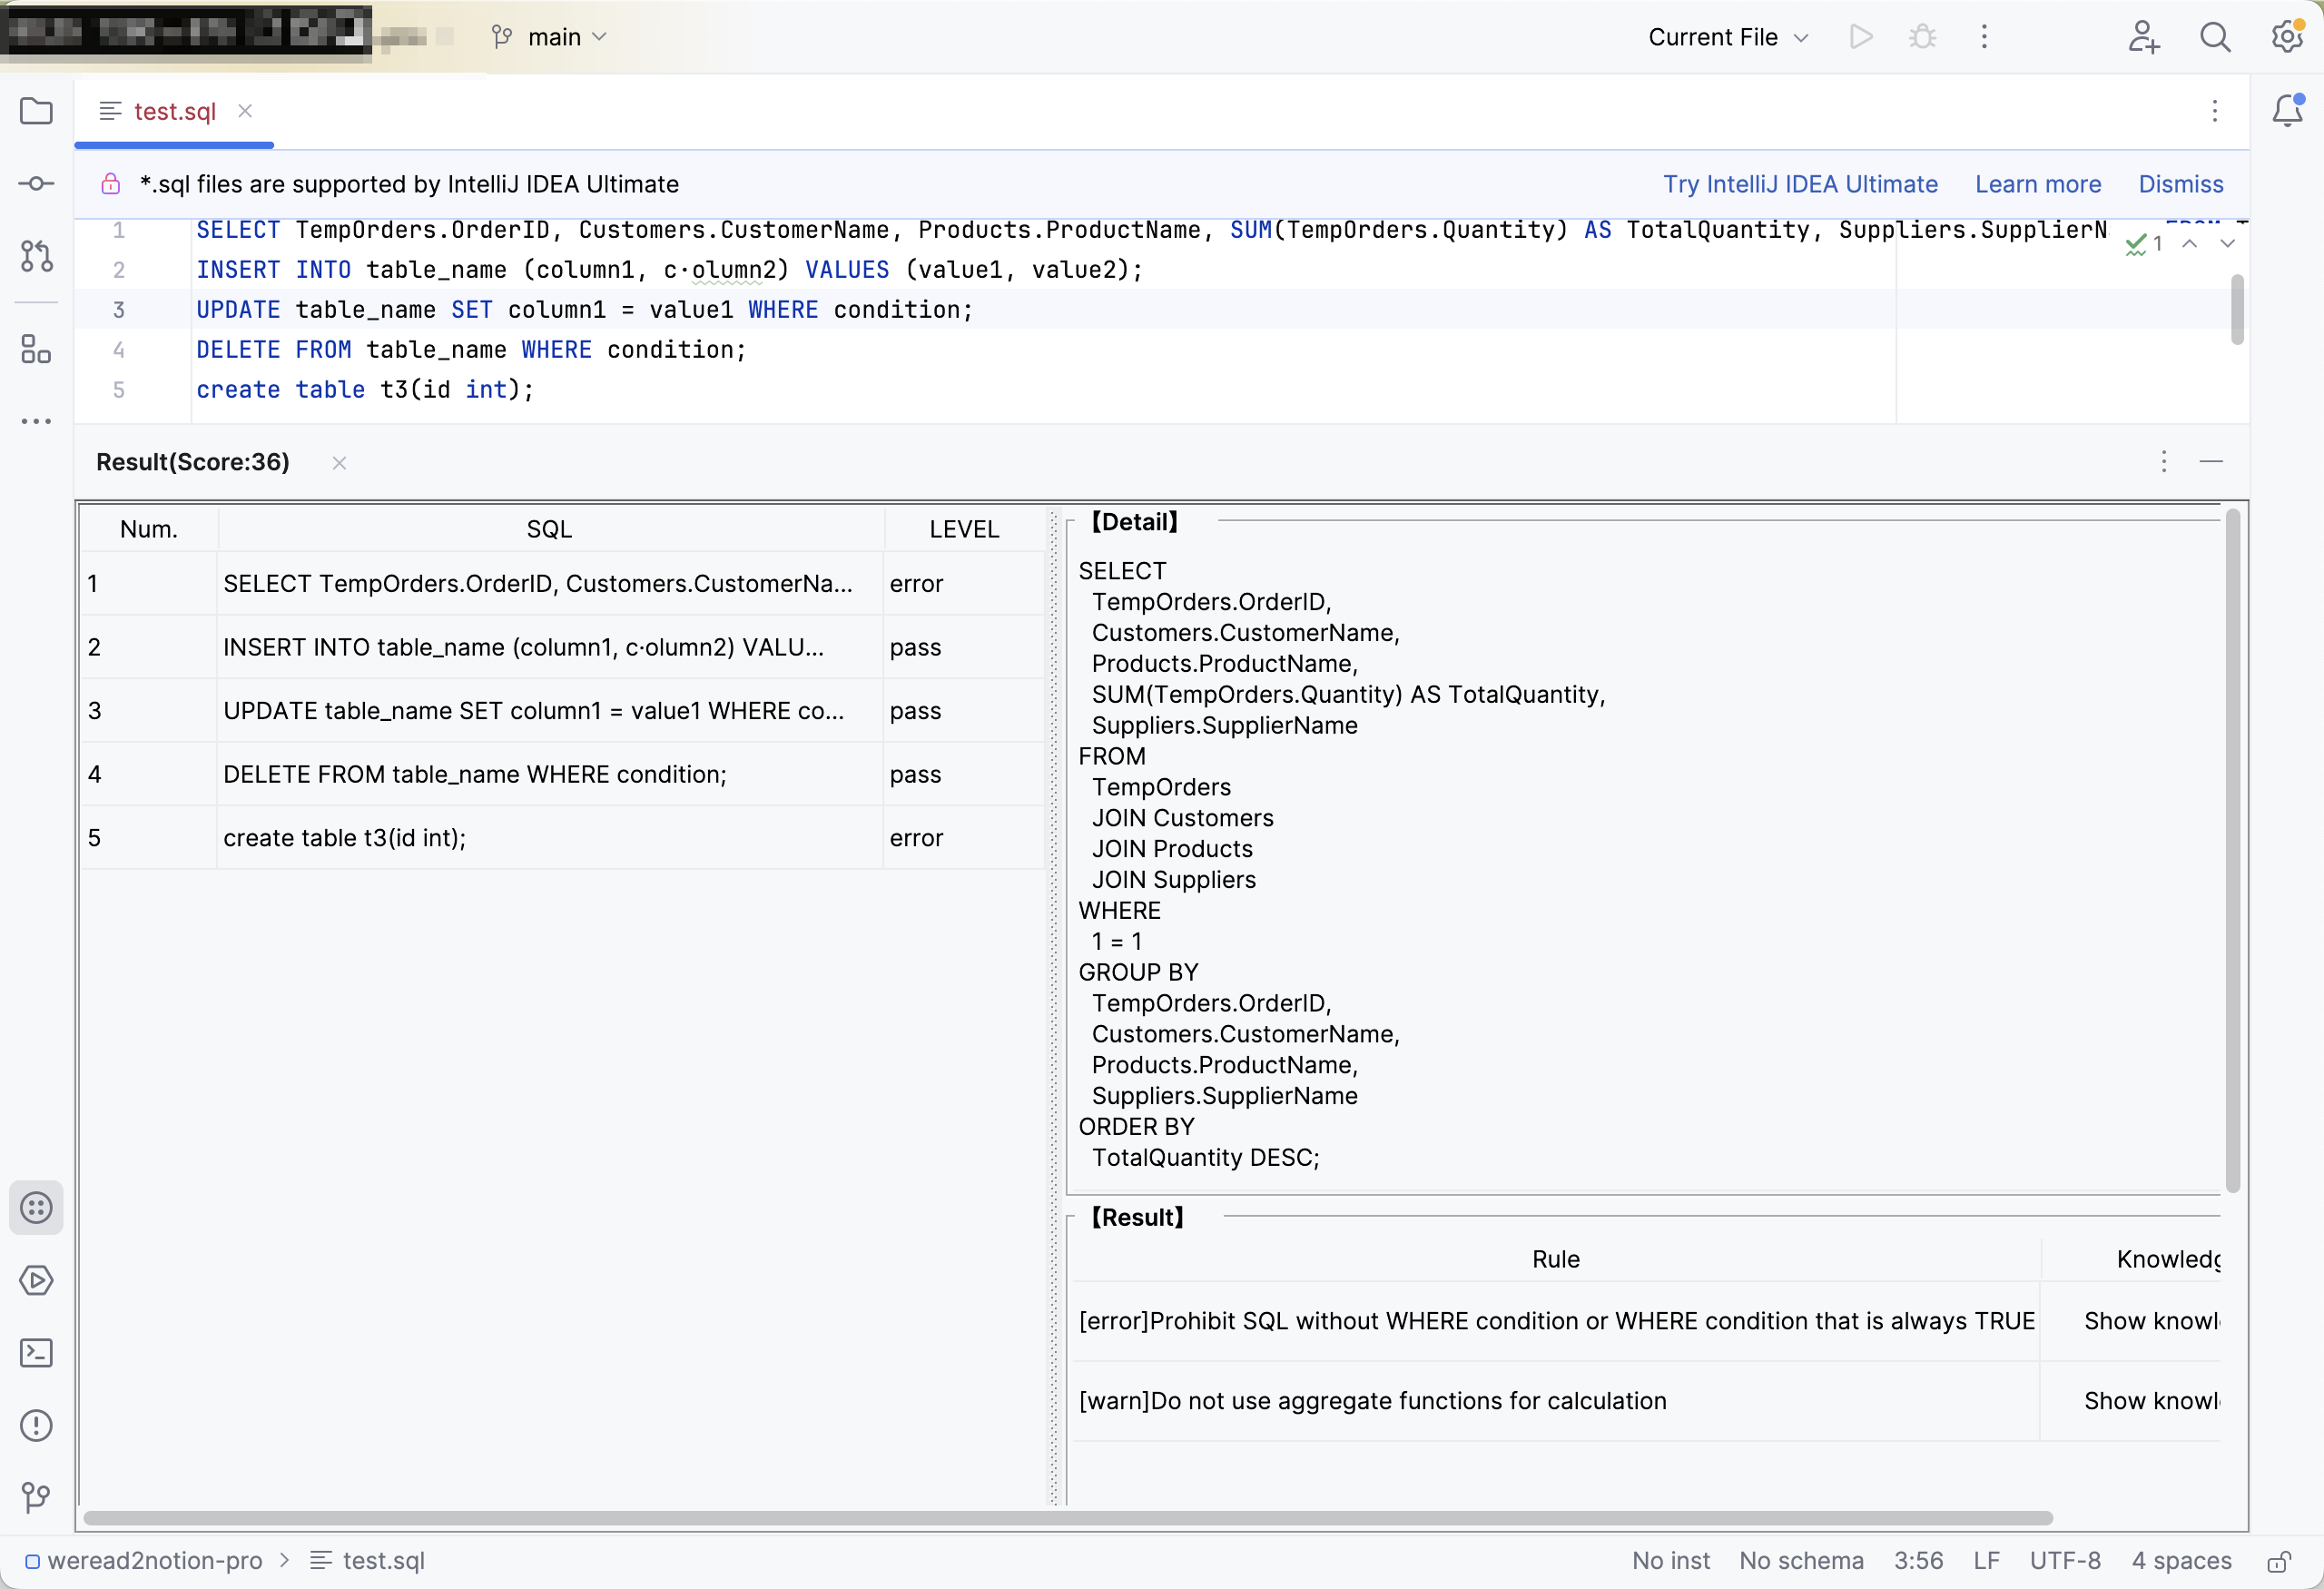 main
Current File
test.sql
*.sql files are supported by IntelliJ IDEA Ultimate
Try IntelliJ IDEA Ultimate
Learn more
Dismiss
1 SELECT TempOrders.OrderID, Customers.CustomerName, Products.ProductName, SUM(TempOrders.Quantity) AS TotalQuantity, Suppliers.SupplierN FROM T
1
2 INSERT INTO table_name (column1, c·olumn2) VALUES (value1, value2);
3 UPDATE table_name SET column1 = value1 WHERE condition;
4 DELETE FROM table_name WHERE condition;
5 create table t3(id int);
Result(Score:36)
Num. SQL LEVEL
1 SELECT TempOrders.OrderID, Customers.CustomerNa... error
2 INSERT INTO table_name (column1, c·olumn2) VALU... pass
3 UPDATE table_name SET column1 = value1 WHERE co... pass
4 DELETE FROM table_name WHERE condition; pass
5 create table t3(id int); error
【Detail】
SELECT
TempOrders.OrderID,
Customers.CustomerName,
Products.ProductName,
SUM(TempOrders.Quantity) AS TotalQuantity,
Suppliers.SupplierName
FROM
TempOrders
JOIN Customers
JOIN Products
JOIN Suppliers
WHERE
1 = 1
GROUP BY
TempOrders.OrderID,
Customers.CustomerName,
Products.ProductName,
Suppliers.SupplierName
ORDER BY
TotalQuantity DESC;
【Result】
Rule Knowledg
[error]Prohibit SQL without WHERE condition or WHERE condition that is always TRUE Show knowl
[warn]Do not use aggregate functions for calculation Show knowl
weread2notion-pro > test.sql
No inst No schema 3:56 LF UTF-8 4 spaces